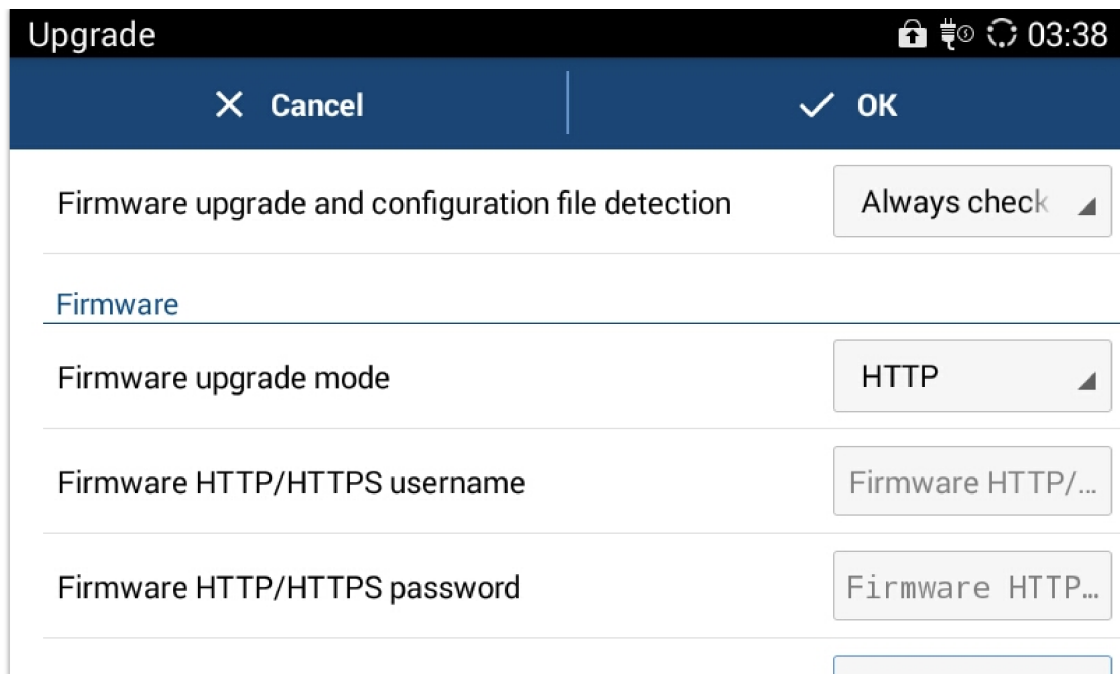 Upgrade 03:38
Cancel OK
Firmware upgrade and configuration file detection Always check
Firmware
Firmware upgrade mode HTTP
Firmware HTTP/HTTPS username Firmware HTTP/...
Firmware HTTP/HTTPS password Firmware HTTP...